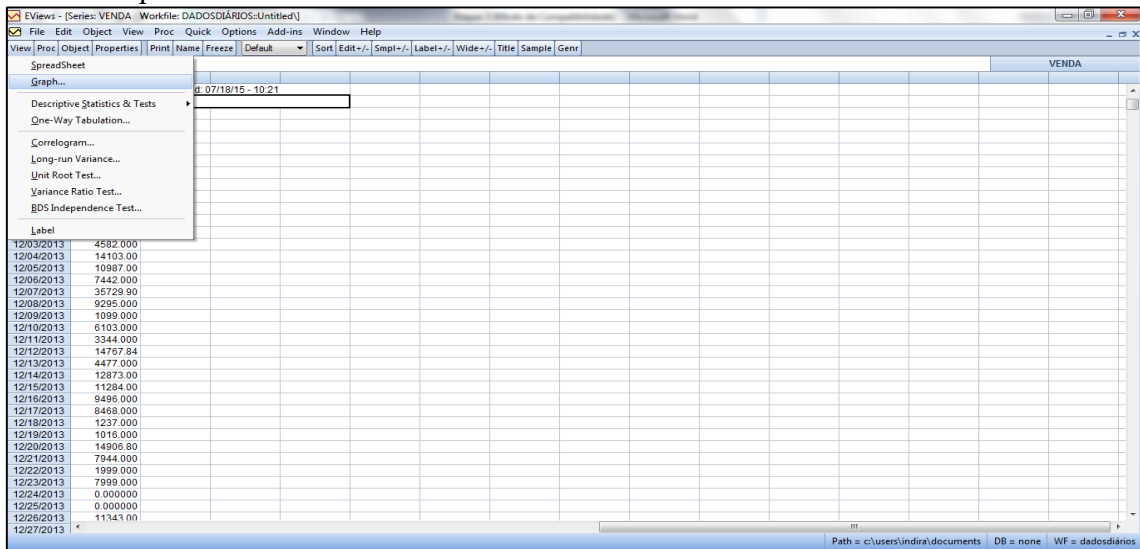 EViews - [Series: VENDA Workfile: DADOSDIÁRIOS::Untitled\]
File Edit Object View Proc Quick Options Add-ins Window Help
View Proc Object Properties Print Name Freeze Default Sort Edit+/- Smpl+/- Label+/- Wide+/- Title Sample Genr
VENDA
SpreadSheet
Graph...
Descriptive Statistics & Tests
One-Way Tabulation...
Correlogram...
Long-run Variance...
Unit Root Test...
Variance Ratio Test...
BDS Independence Test...
Label
d: 07/18/15 - 10:21
12/03/2013 4582.000
12/04/2013 14103.00
12/05/2013 10987.00
12/06/2013 7442.000
12/07/2013 35729.90
12/08/2013 9295.000
12/09/2013 1099.000
12/10/2013 6103.000
12/11/2013 3344.000
12/12/2013 14767.84
12/13/2013 4477.000
12/14/2013 12873.00
12/15/2013 11284.00
12/16/2013 9496.000
12/17/2013 8468.000
12/18/2013 1237.000
12/19/2013 1016.000
12/20/2013 14906.80
12/21/2013 7944.000
12/22/2013 1999.000
12/23/2013 7999.000
12/24/2013 0.000000
12/25/2013 0.000000
12/26/2013 11343.00
12/27/2013
Path = c:\users\indira\documents DB = none WF = dadosdiários